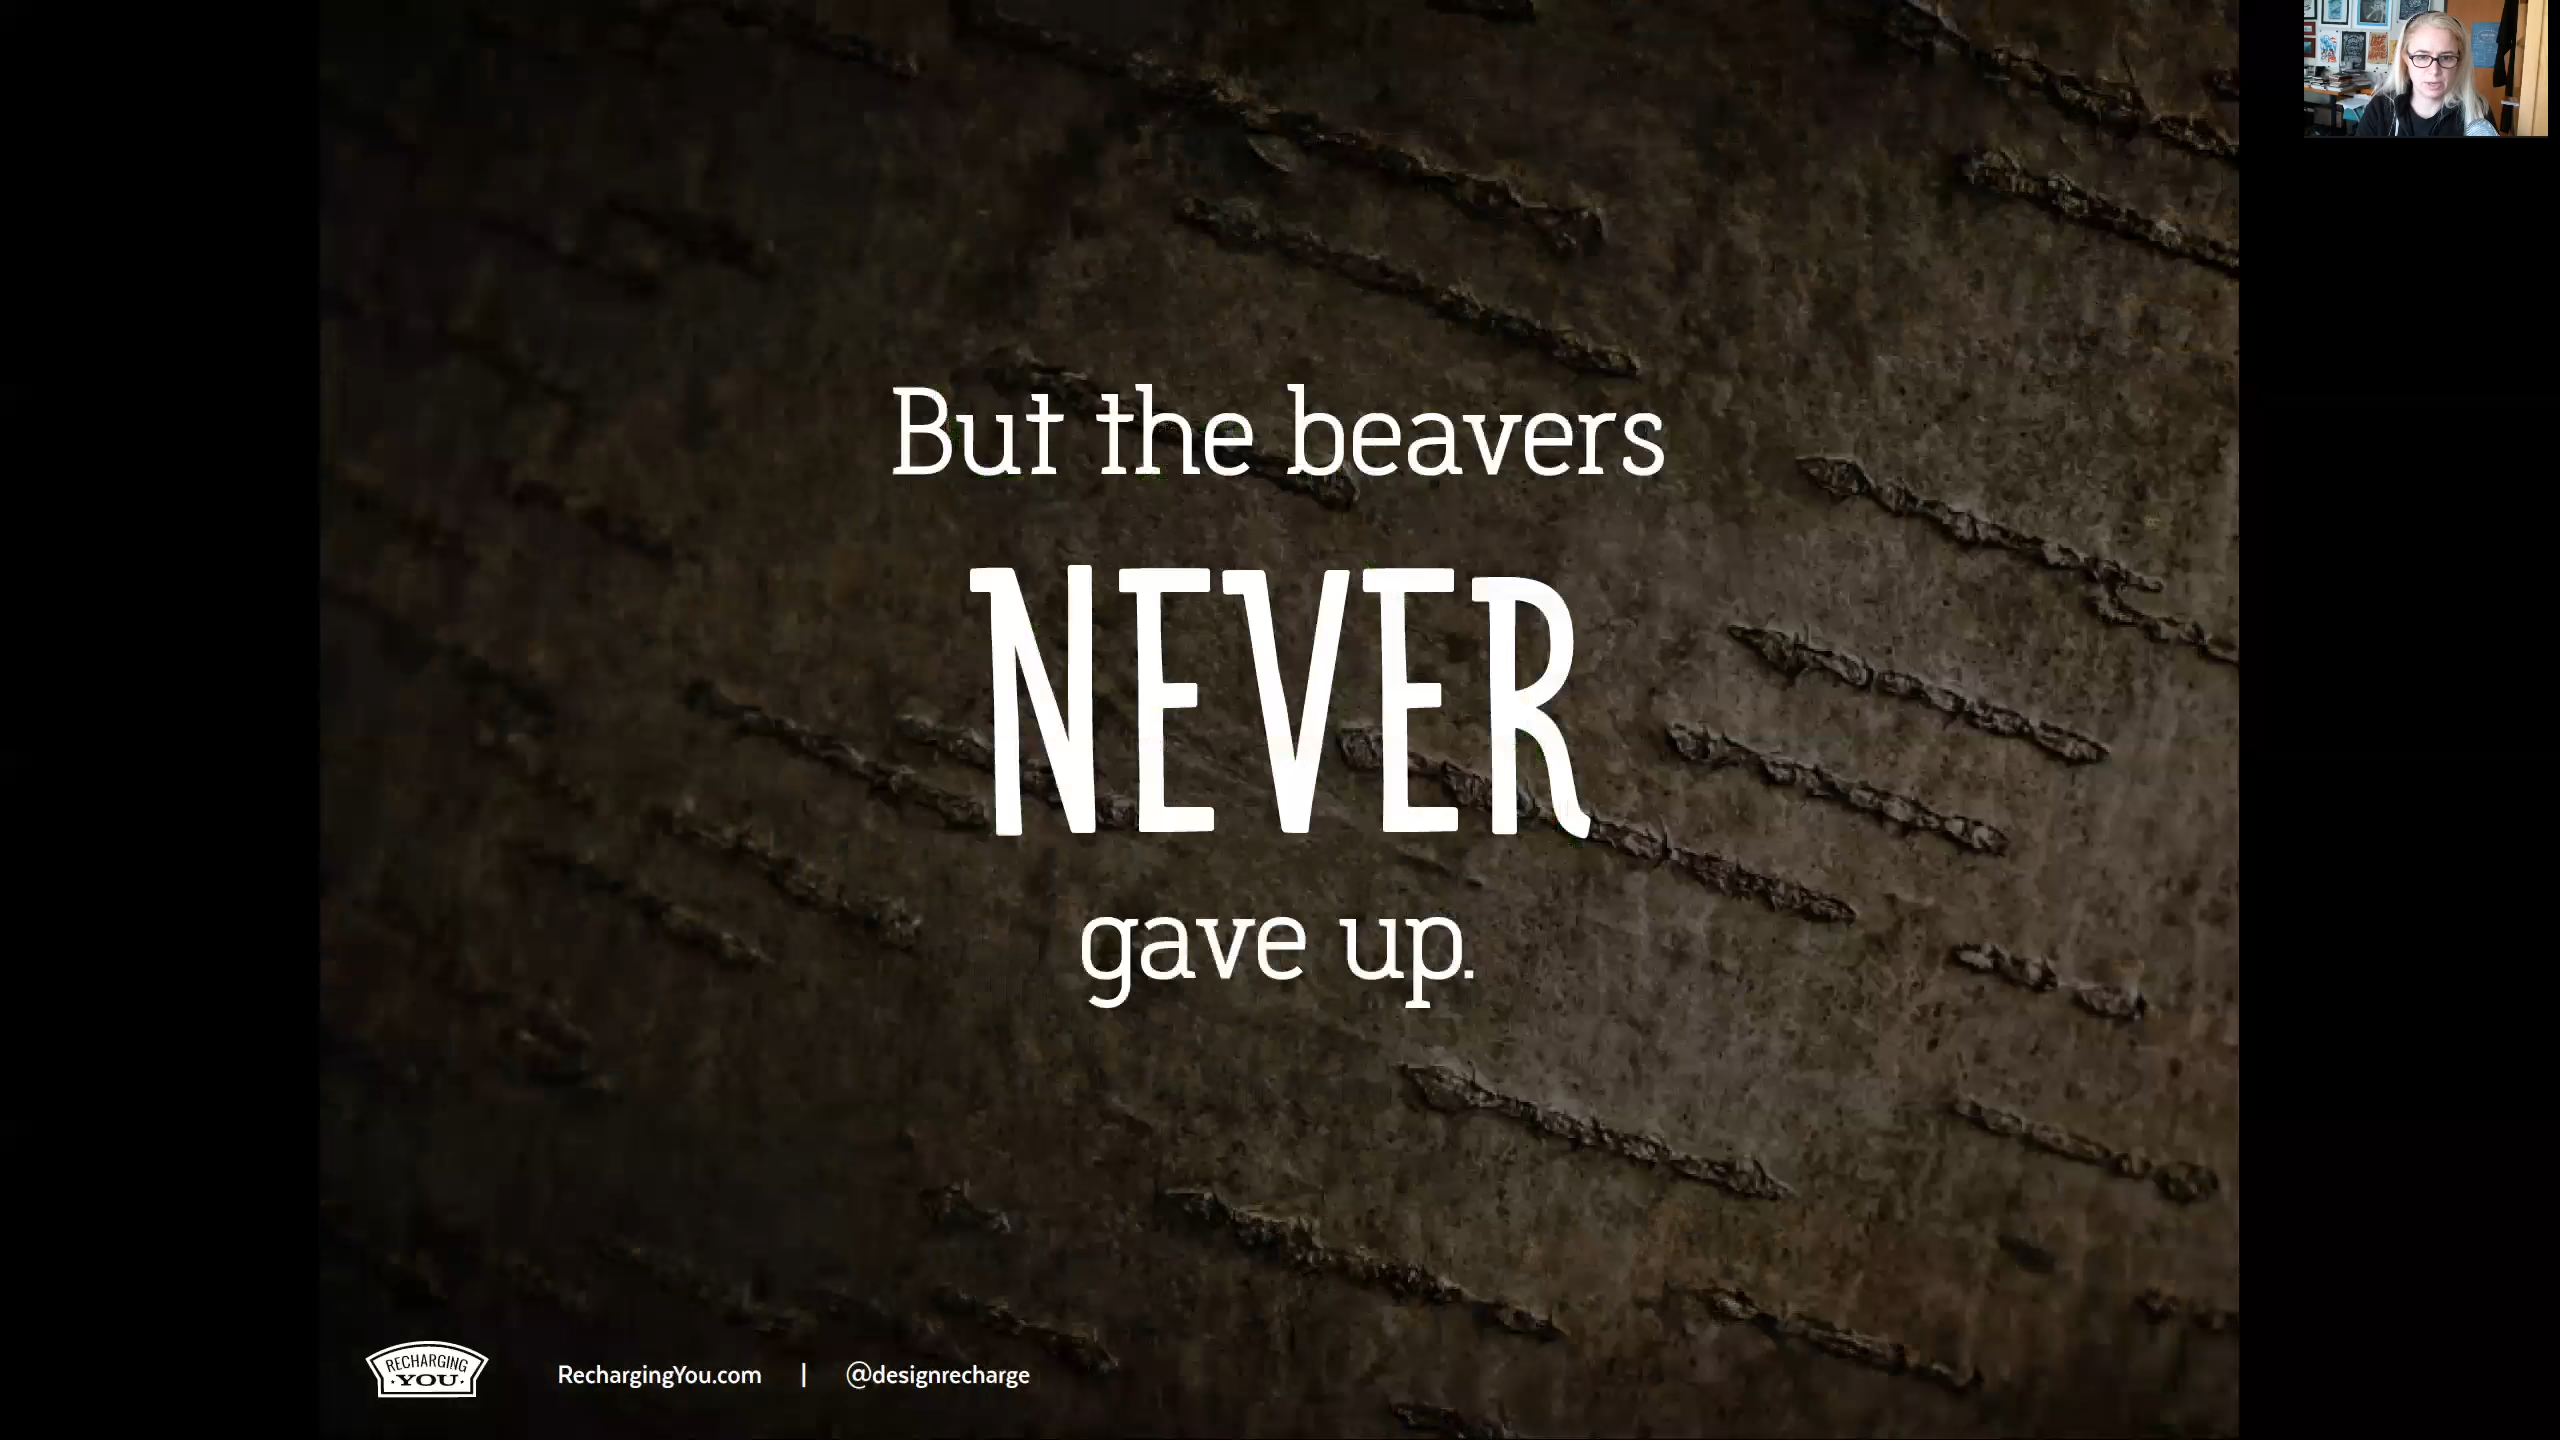 But the beavers
NEVER
gave up.
RECHARGING
·YOU·
RechargingYou.com | @designrecharge